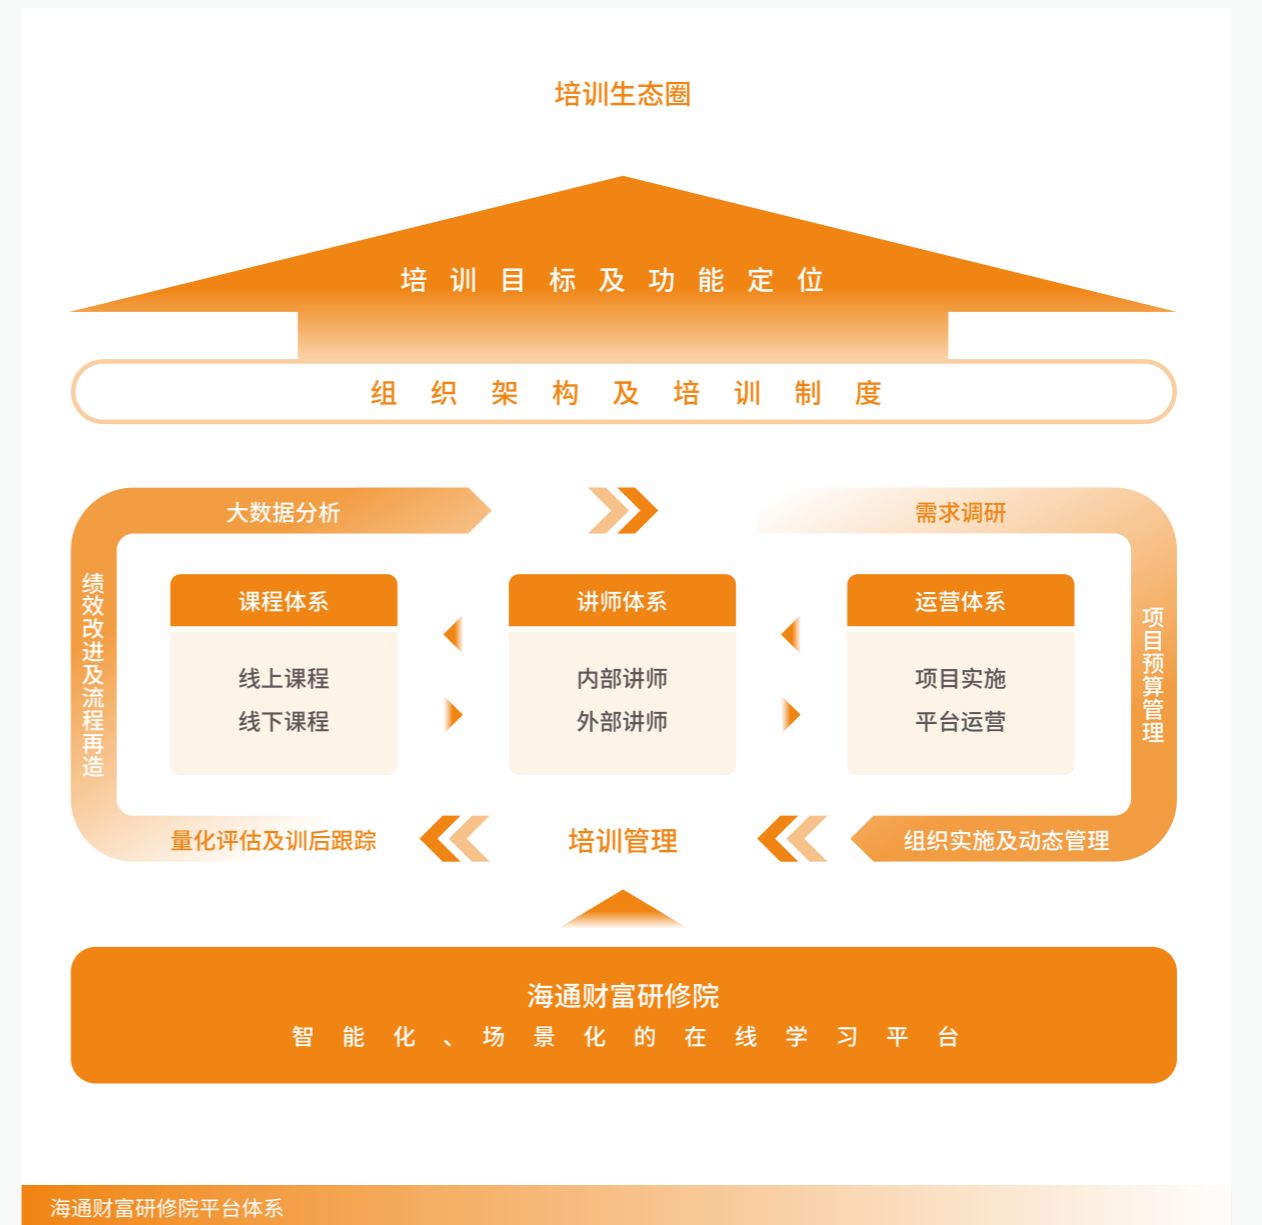 培训生态圈
培训目标及功能定位
组织架构及培训制度
大数据分析
需求调研
绩效改进及流程再造
课程体系
线上课程
线下课程
讲师体系
内部讲师
外部讲师
运营体系
项目实施
平台运营
项目预算管理
量化评估及训后跟踪
培训管理
组织实施及动态管理
海通财富研修院
智能化、场景化的在线学习平台
海通财富研修院平台体系